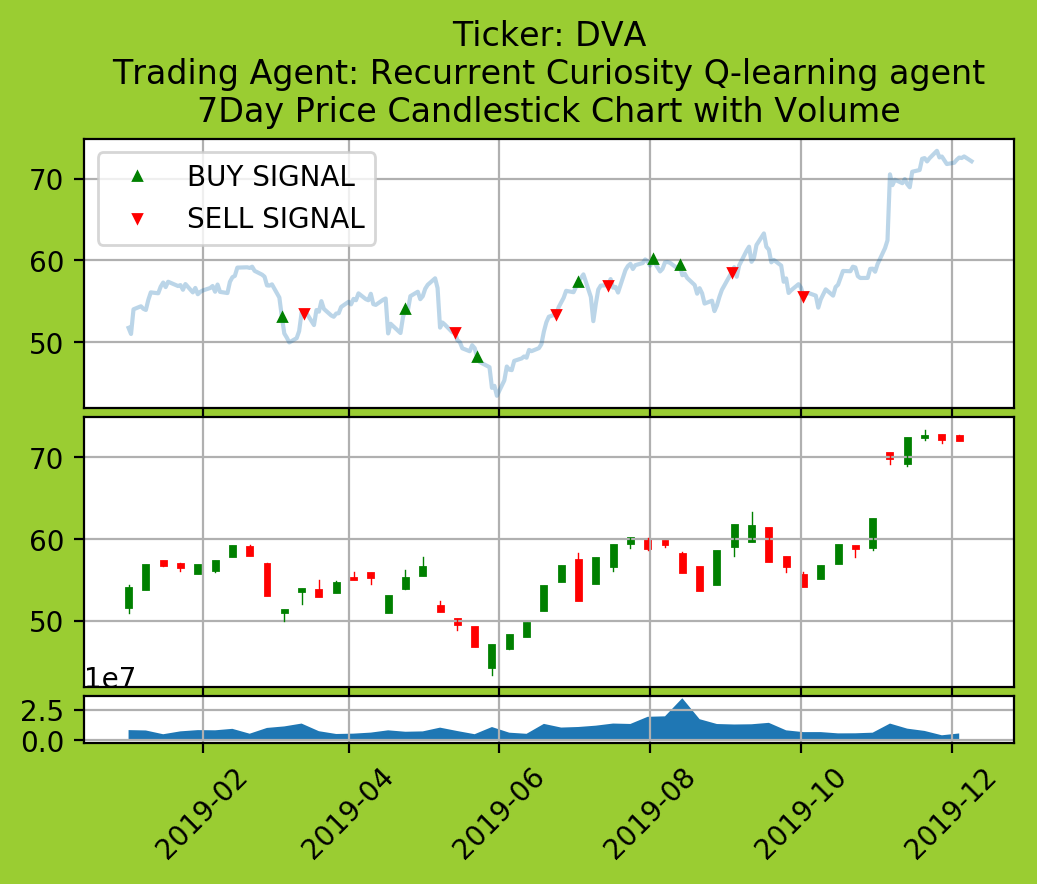 Ticker: DVA
Trading Agent: Recurrent Curiosity Q-learning agent
7Day Price Candlestick Chart with Volume
BUY SIGNAL
SELL SIGNAL
70
60
50
70
60
50
1e7
2.5
0.0
2019-02
2019-04
2019-06
2019-08
2019-10
2019-12